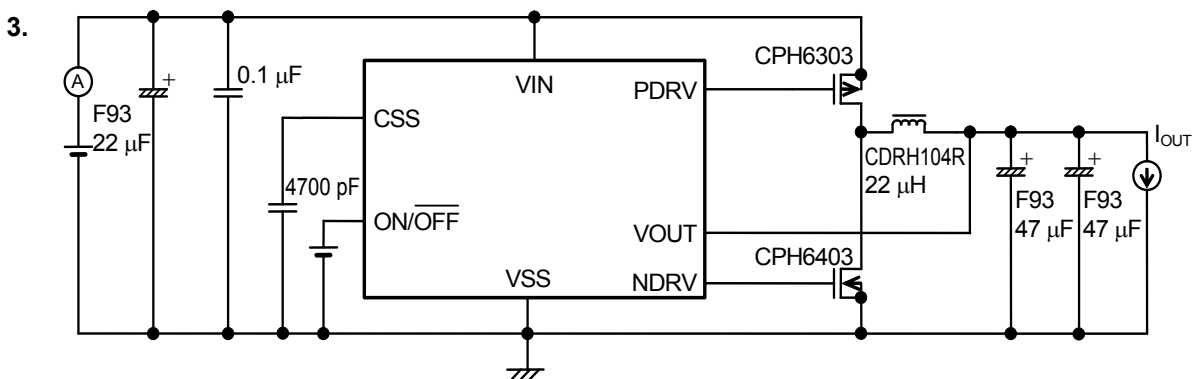 3.
A
+
F93
22 μF
0.1 μF
4700 pF
CSS
ON/OFF
VIN
VSS
PDRV
VOUT
NDRV
CPH6303
CPH6403
CDRH104R
22 μH
+
F93
47 μF
+
F93
47 μF
IOUT